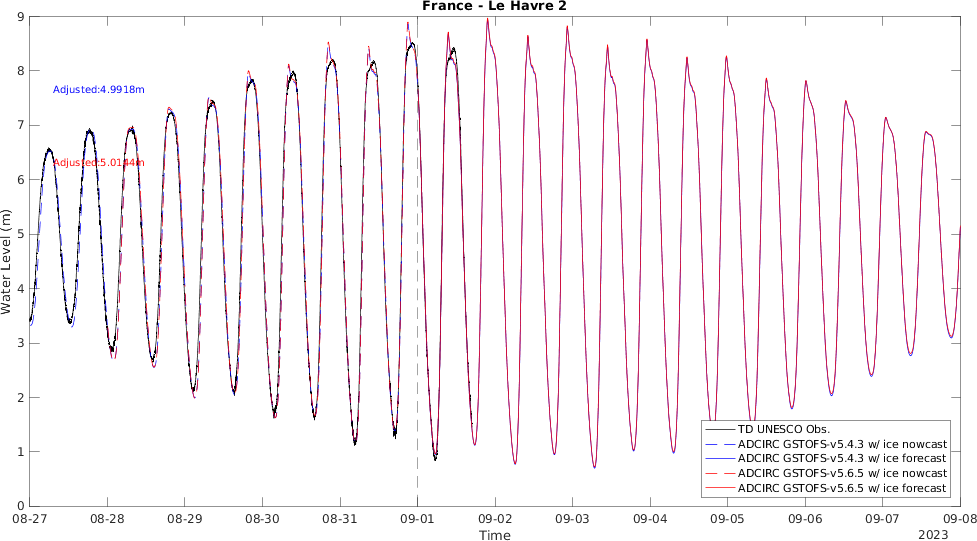 France - Le Havre 2
Water Level (m)
9
8
7
6
5
4
3
2
1
0
Adjusted:4.9918m
Adjusted:5.0144m
TD UNESCO Obs.
ADCIRC GSTOFS-v5.4.3 w/ ice nowcast
ADCIRC GSTOFS-v5.4.3 w/ ice forecast
ADCIRC GSTOFS-v5.6.5 w/ ice nowcast
ADCIRC GSTOFS-v5.6.5 w/ ice forecast
08-27 08-28 08-29 08-30 08-31 09-01 09-02 09-03 09-04 09-05 09-06 09-07 09-08
Time
2023